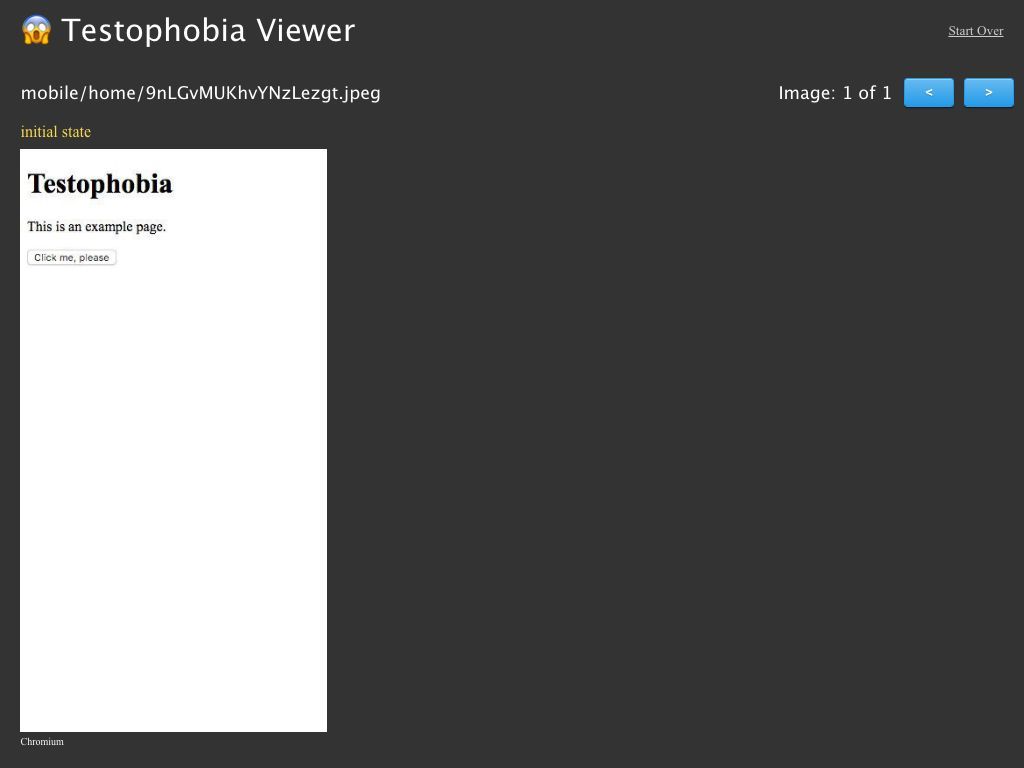 😱 Testophobia Viewer
Start Over
mobile/home/9nLGvMUKhvYNzLezgt.jpeg
Image: 1 of 1 < >
initial state
Testophobia
This is an example page.
Click me, please
Chromium